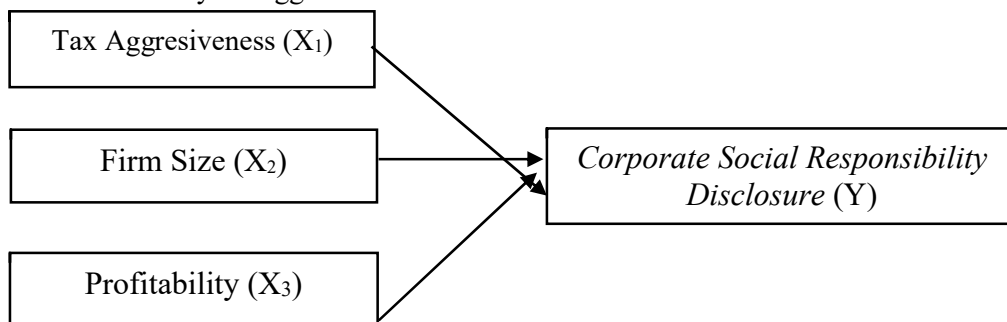 Tax Aggresiveness (X₁)
Firm Size (X₂)
Corporate Social Responsibility
Disclosure (Y)
Profitability (X₃)